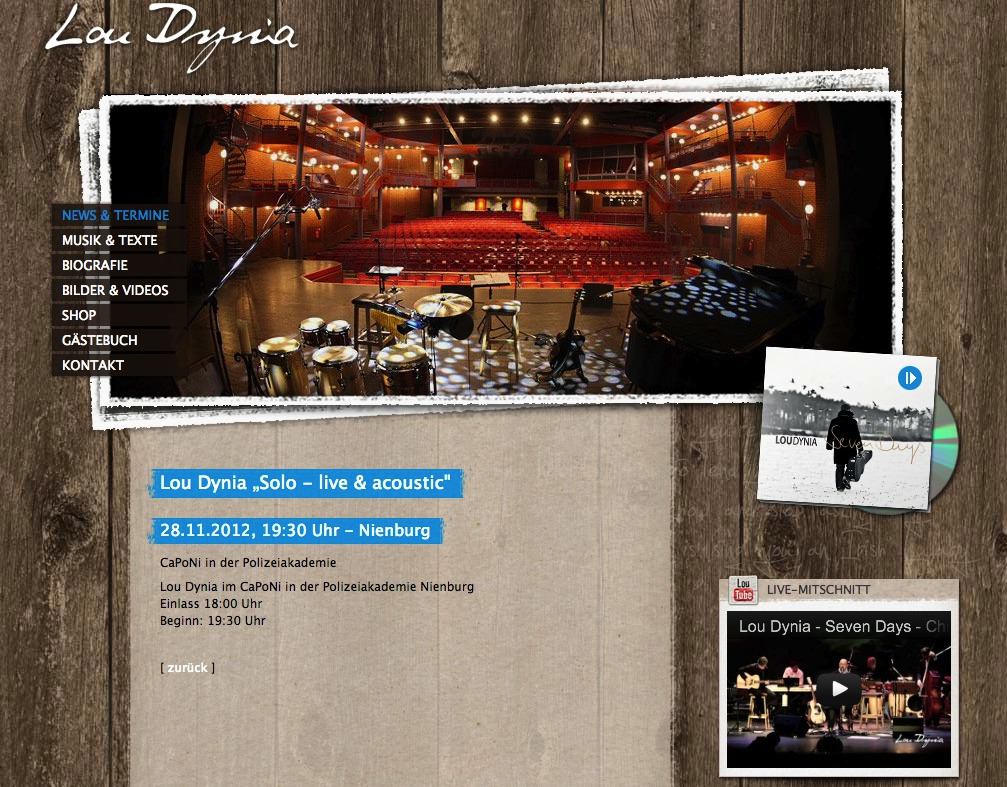 Lou Dynia
NEWS & TERMINE
MUSIK & TEXTE
BIOGRAFIE
BILDER & VIDEOS
SHOP
GÄSTEBUCH
KONTAKT
LOUDYNIA Seven Days
Lou Dynia „Solo – live & acoustic"
28.11.2012, 19:30 Uhr – Nienburg
CaPoNi in der Polizeiakademie
Lou Dynia im CaPoNi in der Polizeiakademie Nienburg
Einlass 18:00 Uhr
Beginn: 19:30 Uhr
[ zurück ]
Lou
Tube
LIVE-MITSCHNITT
Lou Dynia - Seven Days - Ch
Lou Dynia